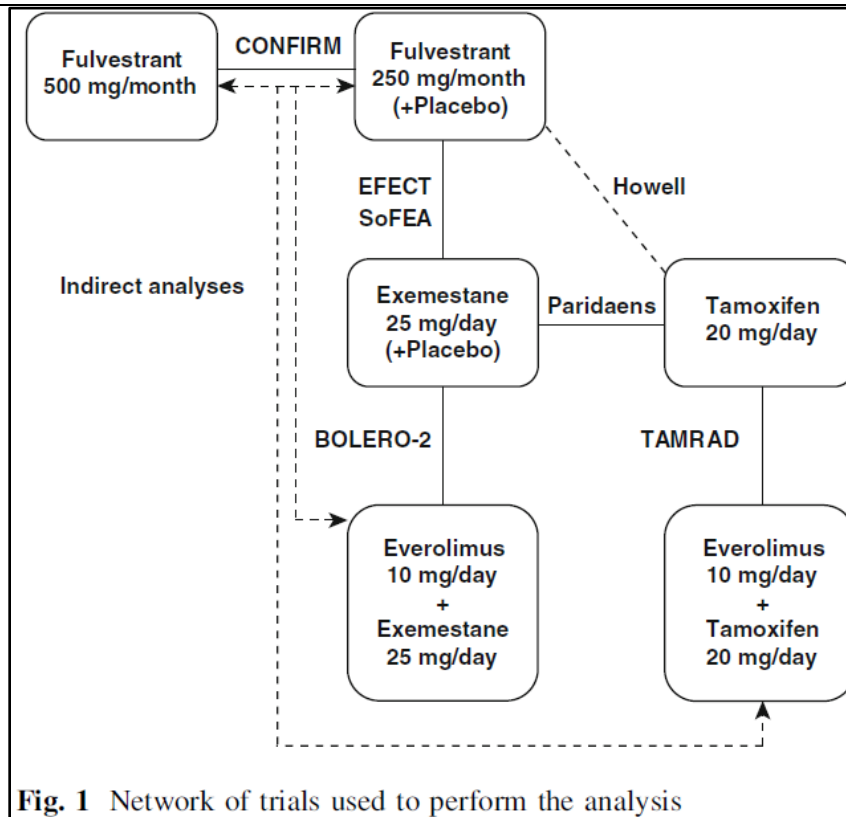 Fulvestrant
500 mg/month
CONFIRM
Fulvestrant
250 mg/month
(+Placebo)
EFECT
SoFEA
Howell
Indirect analyses
Exemestane
25 mg/day
(+Placebo)
Paridaens
Tamoxifen
20 mg/day
BOLERO-2
TAMRAD
Everolimus
10 mg/day
+
Exemestane
25 mg/day
Everolimus
10 mg/day
+
Tamoxifen
20 mg/day
Fig. 1 Network of trials used to perform the analysis